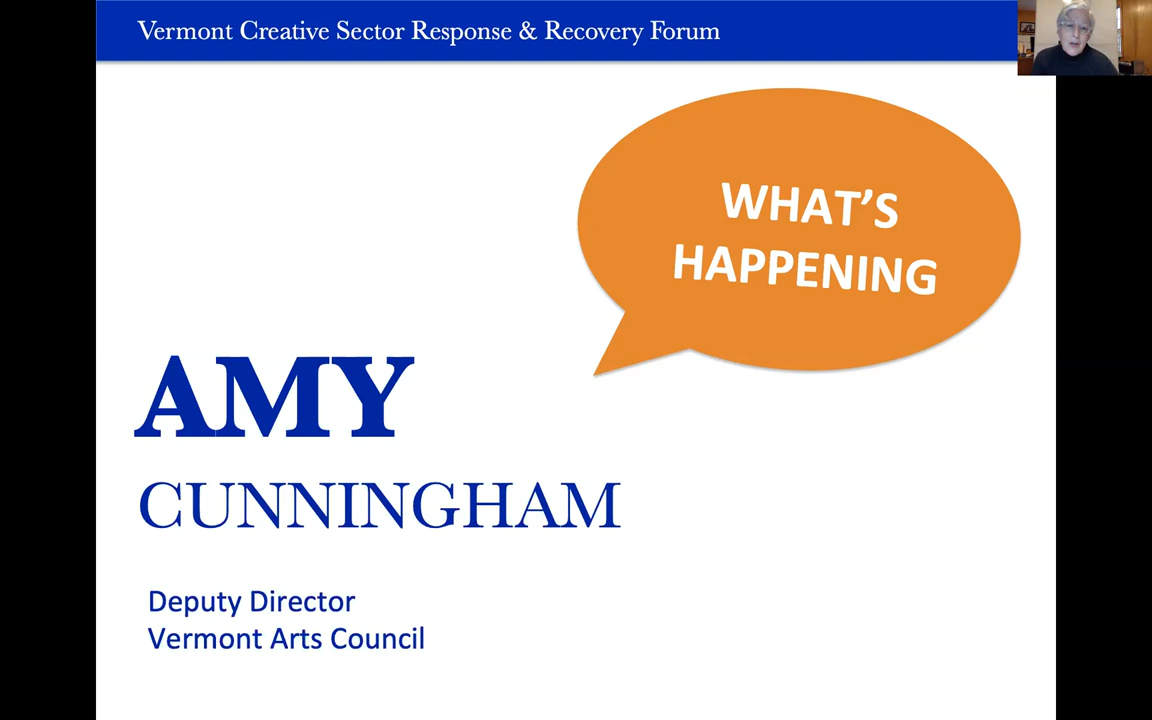 Vermont Creative Sector Response & Recovery Forum
WHAT’S
HAPPENING
AMY
CUNNINGHAM
Deputy Director
Vermont Arts Council